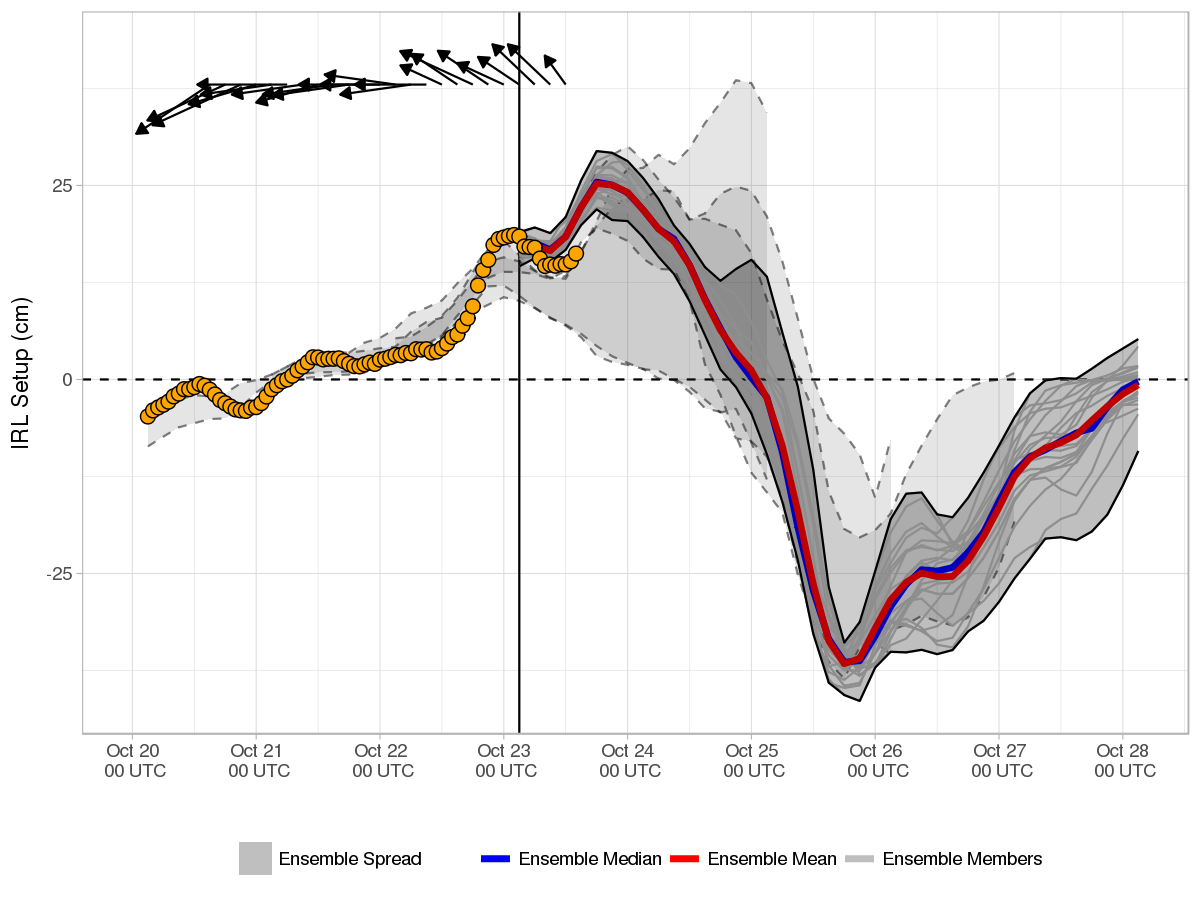 IRL Setup (cm)
25
0
-25
Oct 20 Oct 21 Oct 22 Oct 23 Oct 24 Oct 25 Oct 26 Oct 27 Oct 28
00 UTC 00 UTC 00 UTC 00 UTC 00 UTC 00 UTC 00 UTC 00 UTC 00 UTC
Ensemble Spread Ensemble Median Ensemble Mean Ensemble Members